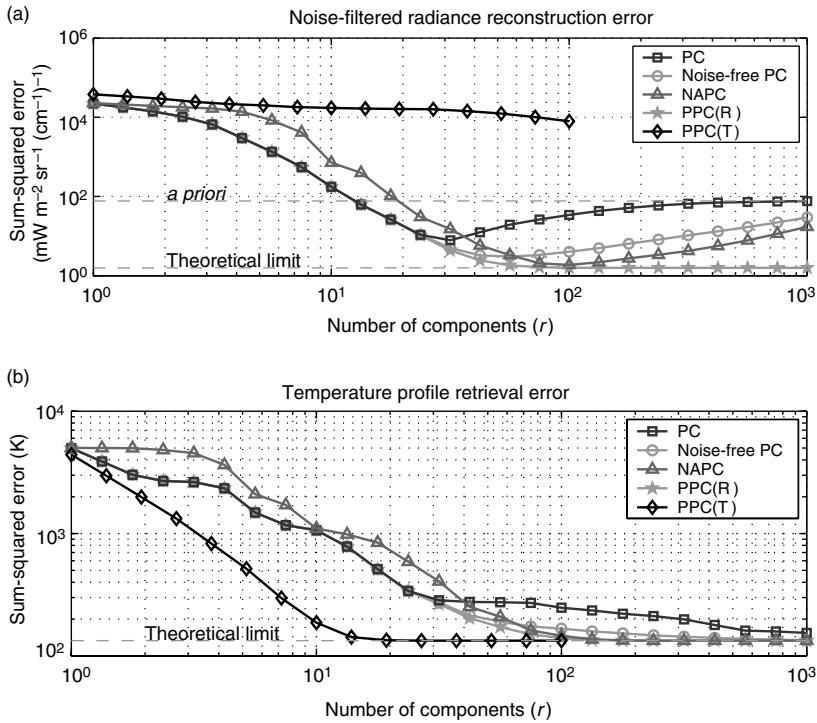 (a)
Noise-filtered radiance reconstruction error
Sum-squared error
(mW m−2 sr−1 (cm−1)−1)
10^6
10^4
10^2
10^0
a priori
Theoretical limit
PC
Noise-free PC
NAPC
PPC(R)
PPC(T)
10^0
10^1
10^2
10^3
Number of components (r)
(b)
Temperature profile retrieval error
Sum-squared error (K)
10^4
10^3
10^2
Theoretical limit
PC
Noise-free PC
NAPC
PPC(R)
PPC(T)
10^0
10^1
10^2
10^3
Number of components (r)